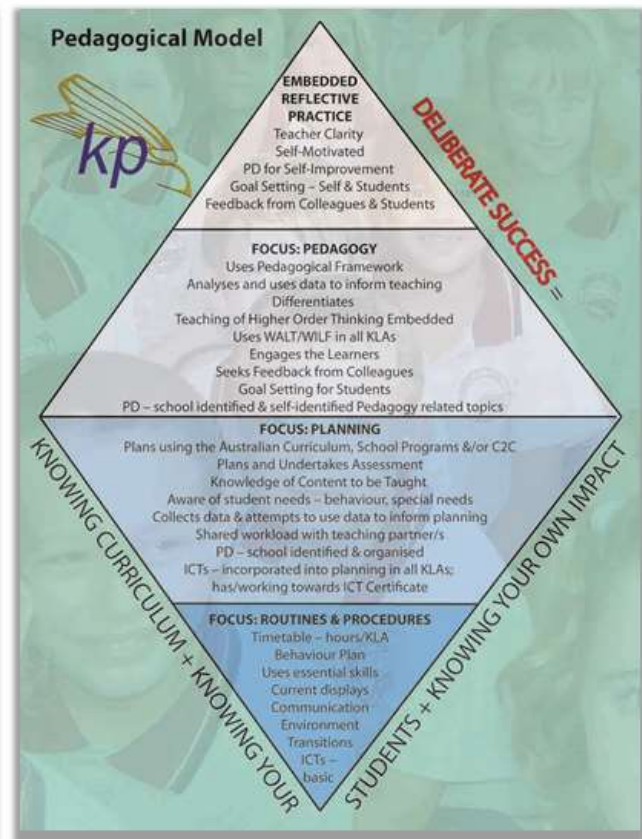 Pedagogical Model
kp
EMBEDDED
REFLECTIVE
PRACTICE
Teacher Clarity
Self-Motivated
PD for Self-Improvement
Goal Setting – Self & Students
Feedback from Colleagues & Students
DELIBERATE SUCCESS =
FOCUS: PEDAGOGY
Uses Pedagogical Framework
Analyses and uses data to inform teaching
Differentiates
Teaching of Higher Order Thinking Embedded
Uses WALT/WILF in all KLAs
Engages the Learners
Seeks Feedback from Colleagues
Goal Setting for Students
PD – school identified & self-identified Pedagogy related topics
FOCUS: PLANNING
Plans using the Australian Curriculum, School Programs &/or C2C
Plans and Undertakes Assessment
Knowledge of Content to be Taught
Aware of student needs – behaviour, special needs
Collects data & attempts to use data to inform planning
Shared workload with teaching partner/s
PD – school identified & organised
ICTs – incorporated into planning in all KLAs;
has/working towards ICT Certificate
FOCUS: ROUTINES & PROCEDURES
Timetable – hours/KLA
Behaviour Plan
Uses essential skills
Current displays
Communication
Environment
Transitions
ICTs –
basic
KNOWING CURRICULUM + KNOWING YOUR
STUDENTS + KNOWING YOUR OWN IMPACT